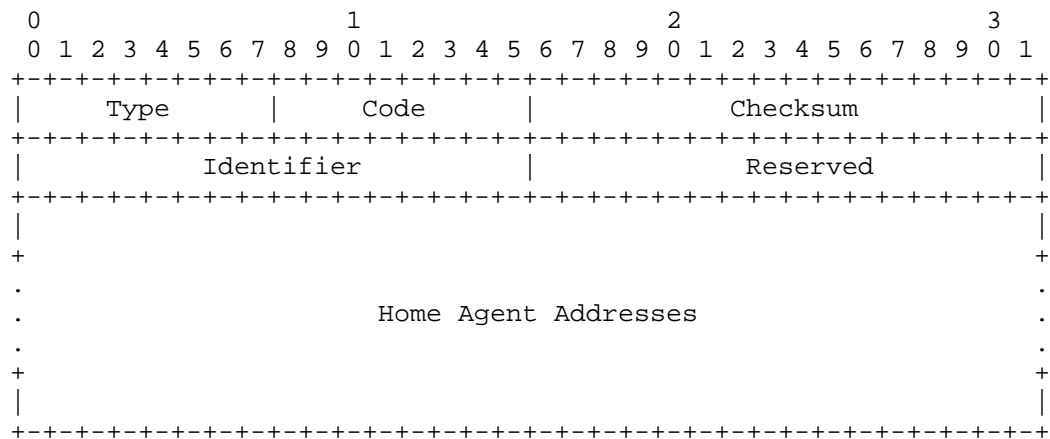 0                   1                   2                   3
 0 1 2 3 4 5 6 7 8 9 0 1 2 3 4 5 6 7 8 9 0 1 2 3 4 5 6 7 8 9 0 1
+-+-+-+-+-+-+-+-+-+-+-+-+-+-+-+-+-+-+-+-+-+-+-+-+-+-+-+-+-+-+-+-+
|     Type      |     Code      |            Checksum           |
+-+-+-+-+-+-+-+-+-+-+-+-+-+-+-+-+-+-+-+-+-+-+-+-+-+-+-+-+-+-+-+-+
|           Identifier          |             Reserved          |
+-+-+-+-+-+-+-+-+-+-+-+-+-+-+-+-+-+-+-+-+-+-+-+-+-+-+-+-+-+-+-+-+
|                                                               |
+                                                               +
.                                                               .
.                      Home Agent Addresses                     .
.                                                               .
+                                                               +
|                                                               |
+-+-+-+-+-+-+-+-+-+-+-+-+-+-+-+-+-+-+-+-+-+-+-+-+-+-+-+-+-+-+-+-+